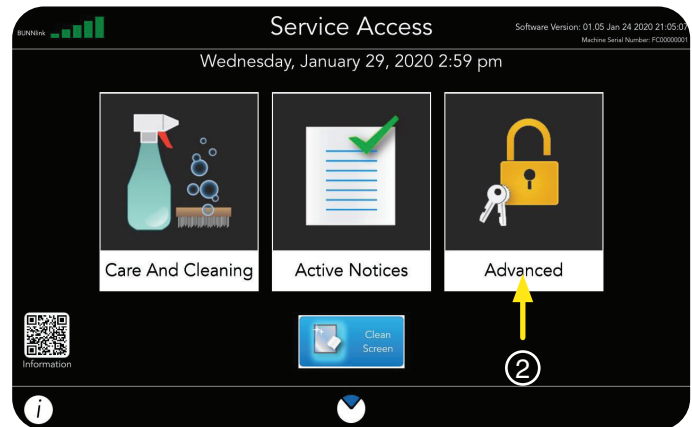 BUNNlink
Service Access
Software Version: 01.05 Jan 24 2020 21:05:07
Machine Serial Number: FC00000001
Wednesday, January 29, 2020 2:59 pm
Care And Cleaning
Active Notices
Advanced
Clean
Screen
Information
2
i